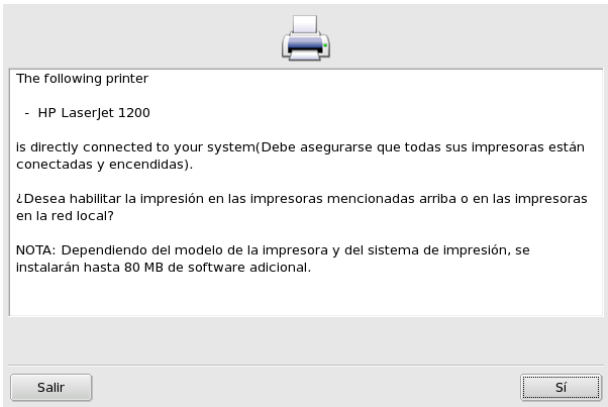 The following printer
- HP LaserJet 1200
is directly connected to your system(Debe asegurarse que todas sus impresoras están
conectadas y encendidas).
¿Desea habilitar la impresión en las impresoras mencionadas arriba o en las impresoras
en la red local?
NOTA: Dependiendo del modelo de la impresora y del sistema de impresión, se
instalarán hasta 80 MB de software adicional.
Salir
Sí